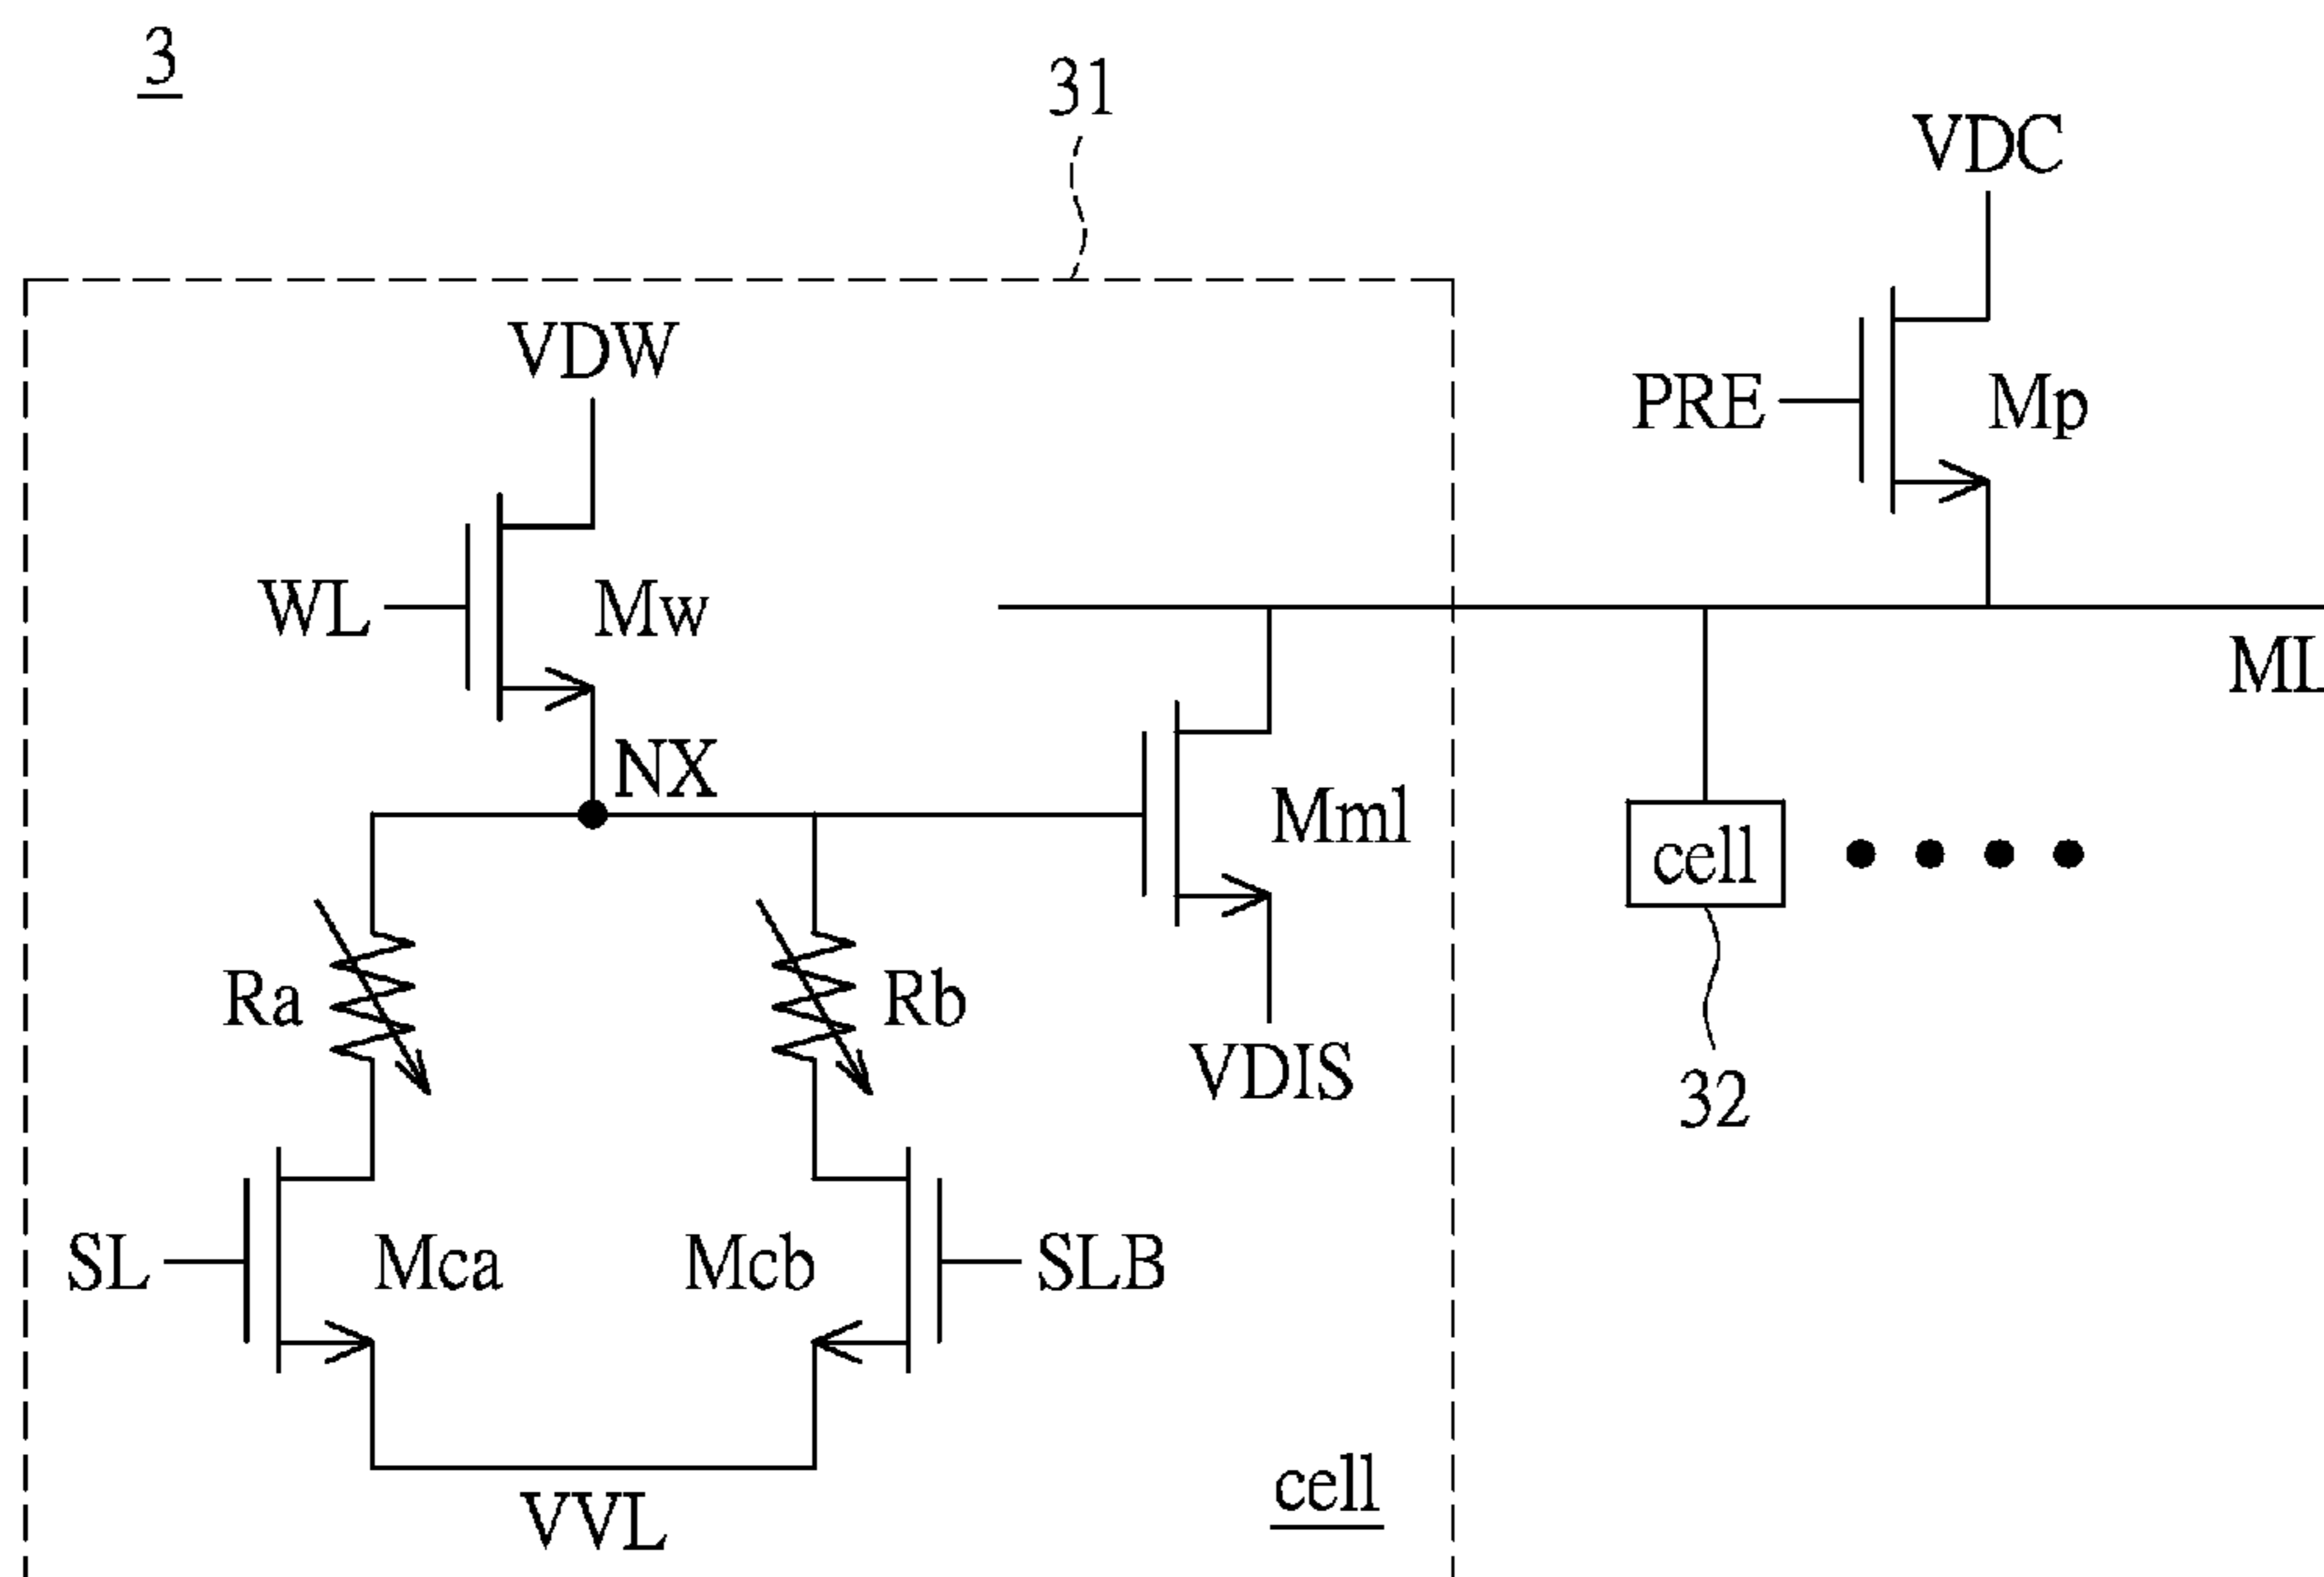 3
31
VDC
VDW
PRE
Mp
WL
Mw
ML
NX
Mml
cell
Ra
Rb
VDIS
32
SL
Mca
Mcb
SLB
VVL
cell